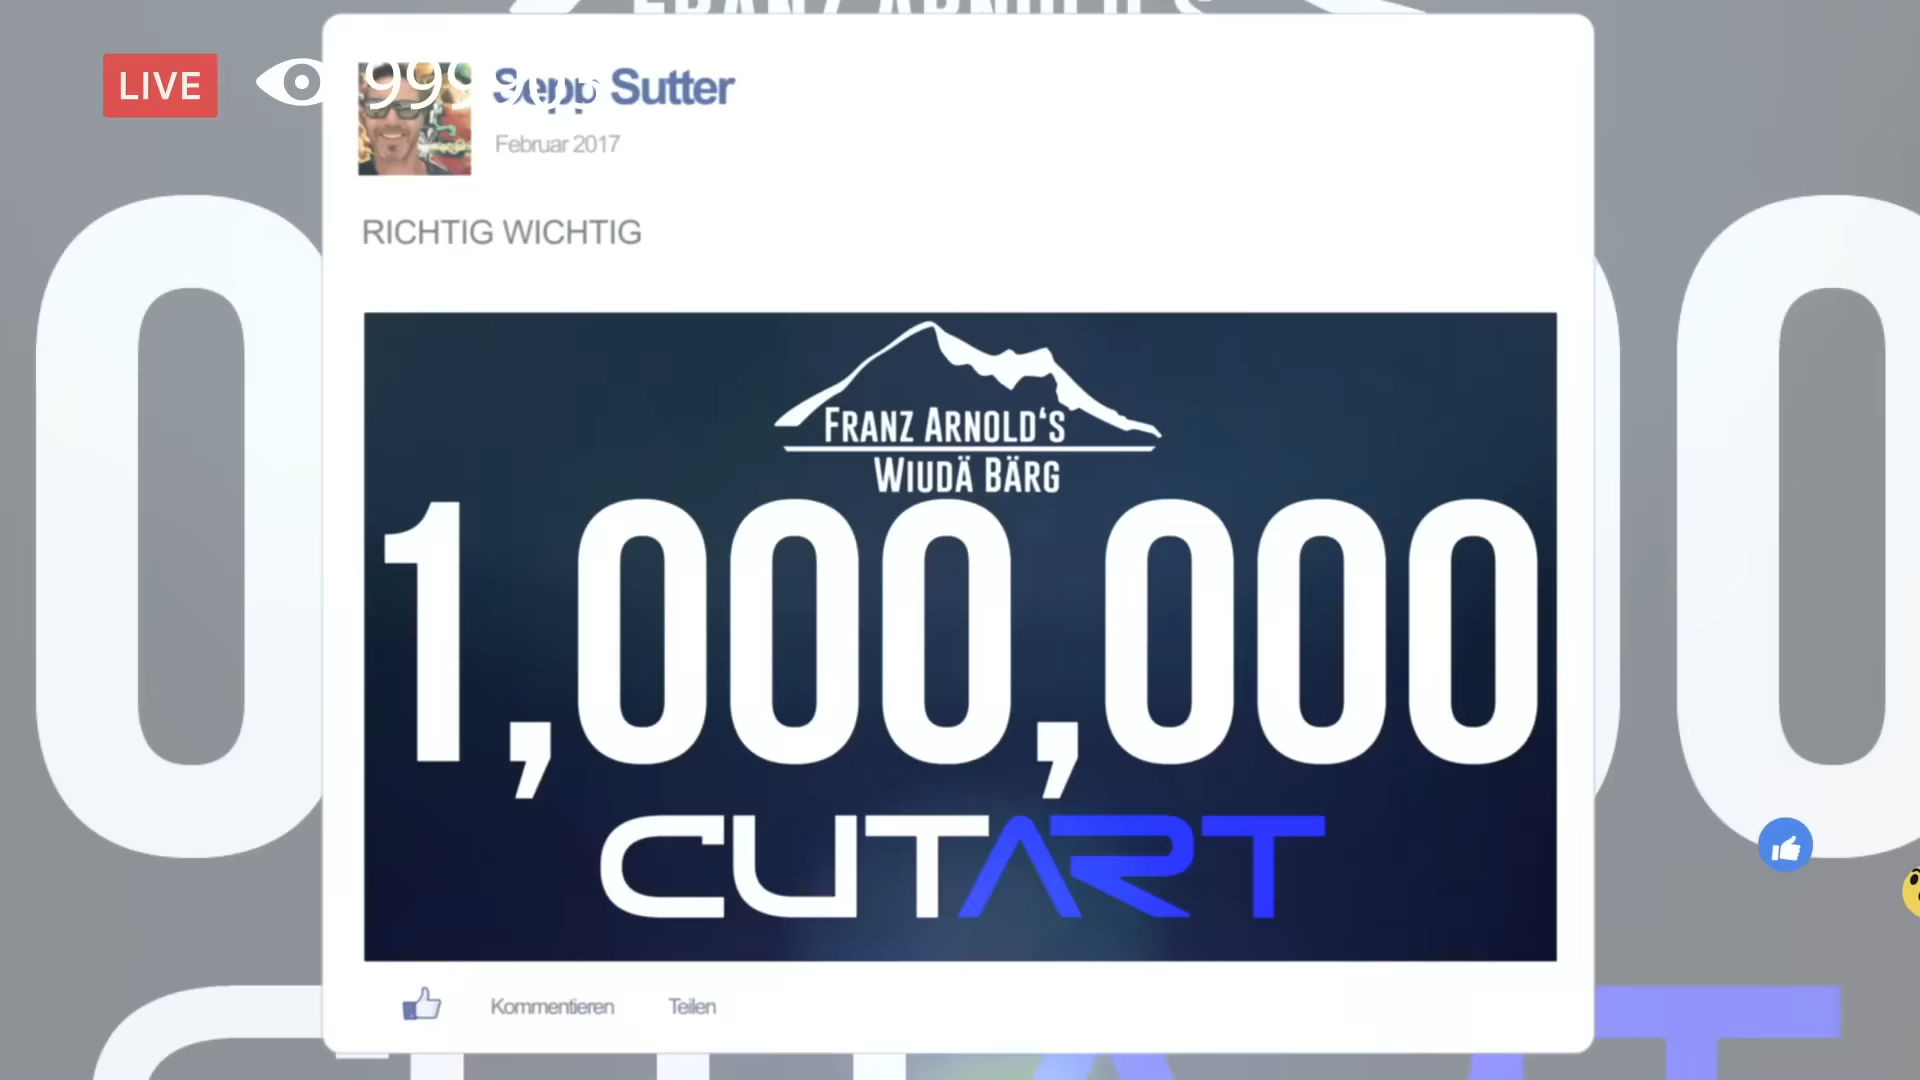 LIVE
Sepp Sutter
Februar 2017
RICHTIG WICHTIG
FRANZ ARNOLD‘S
WIUDÄ BÄRG
1,000,000
CUTART
Kommentieren Teilen